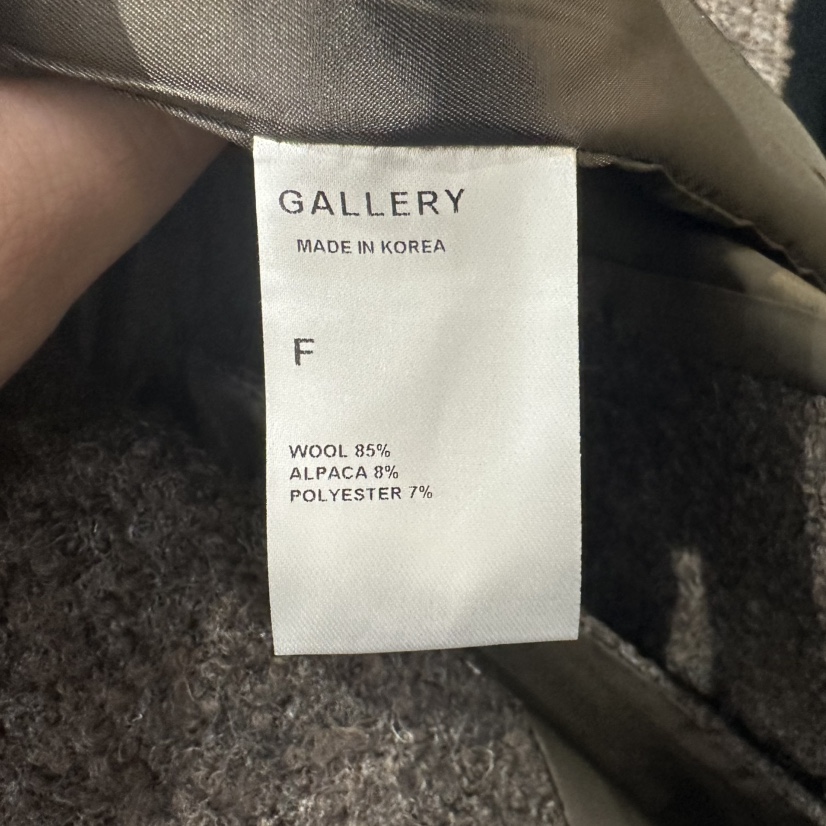 GALLERY
MADE IN KOREA
F
WOOL 85%
ALPACA 8%
POLYESTER 7%